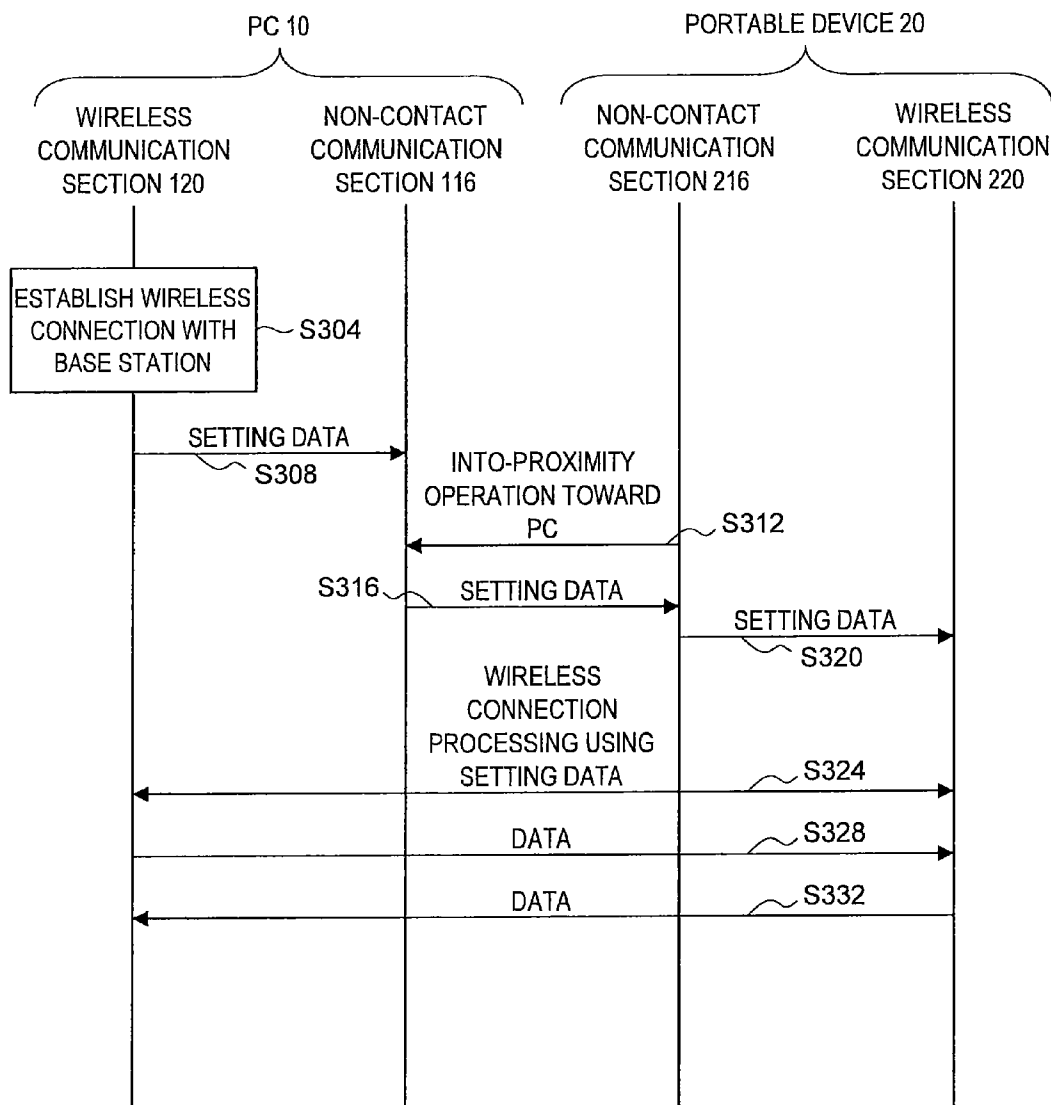 PC 10
PORTABLE DEVICE 20
WIRELESS
COMMUNICATION
SECTION 120
NON-CONTACT
COMMUNICATION
SECTION 116
NON-CONTACT
COMMUNICATION
SECTION 216
WIRELESS
COMMUNICATION
SECTION 220
ESTABLISH WIRELESS
CONNECTION WITH
BASE STATION
S304
SETTING DATA
S308
INTO-PROXIMITY
OPERATION TOWARD
PC
S312
S316
SETTING DATA
SETTING DATA
S320
WIRELESS
CONNECTION
PROCESSING USING
SETTING DATA
S324
DATA
S328
DATA
S332